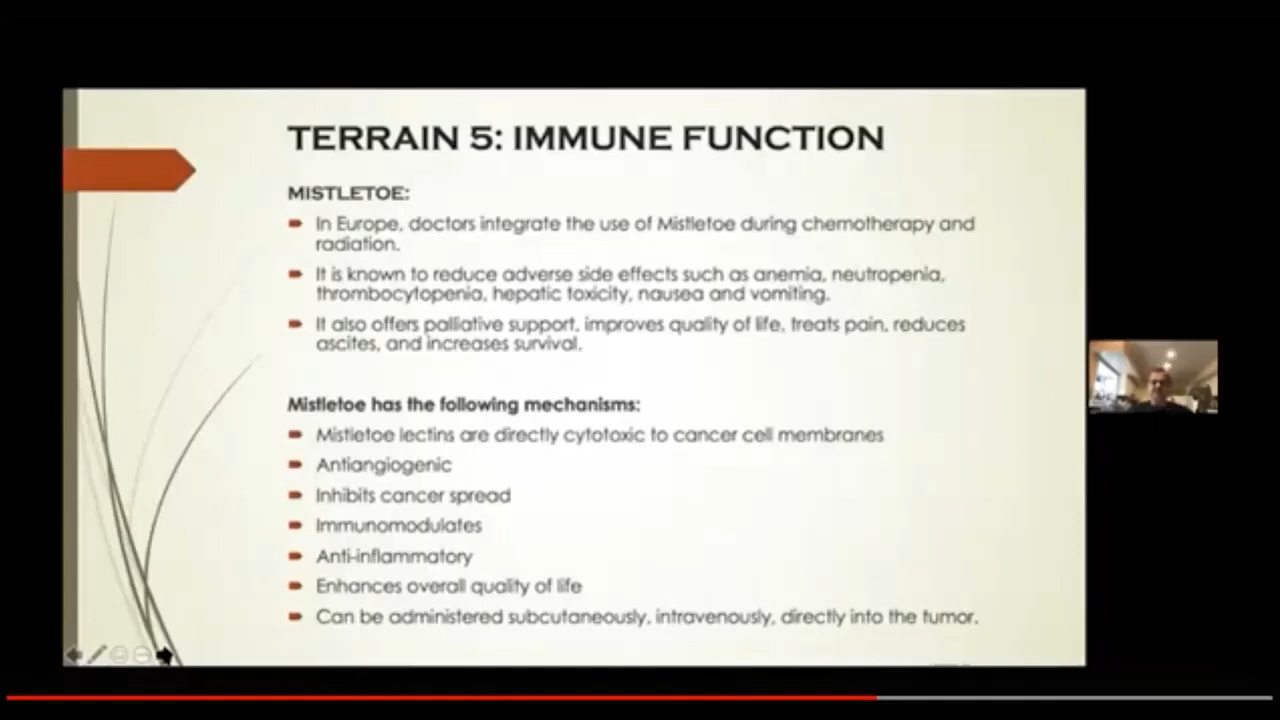 TERRAIN 5: IMMUNE FUNCTION
MISTLETOE:
In Europe, doctors integrate the use of Mistletoe during chemotherapy and
radiation.
It is known to reduce adverse side effects such as anemia, neutropenia,
thrombocytopenia, hepatic toxicity, nausea and vomiting.
It also offers palliative support, improves quality of life, treats pain, reduces
ascites, and increases survival.
Mistletoe has the following mechanisms:
Mistletoe lectins are directly cytotoxic to cancer cell membranes
Antiangiogenic
Inhibits cancer spread
Immunomodulates
Anti-inflammatory
Enhances overall quality of life
Can be administered subcutaneously, intravenously, directly into the tumor.